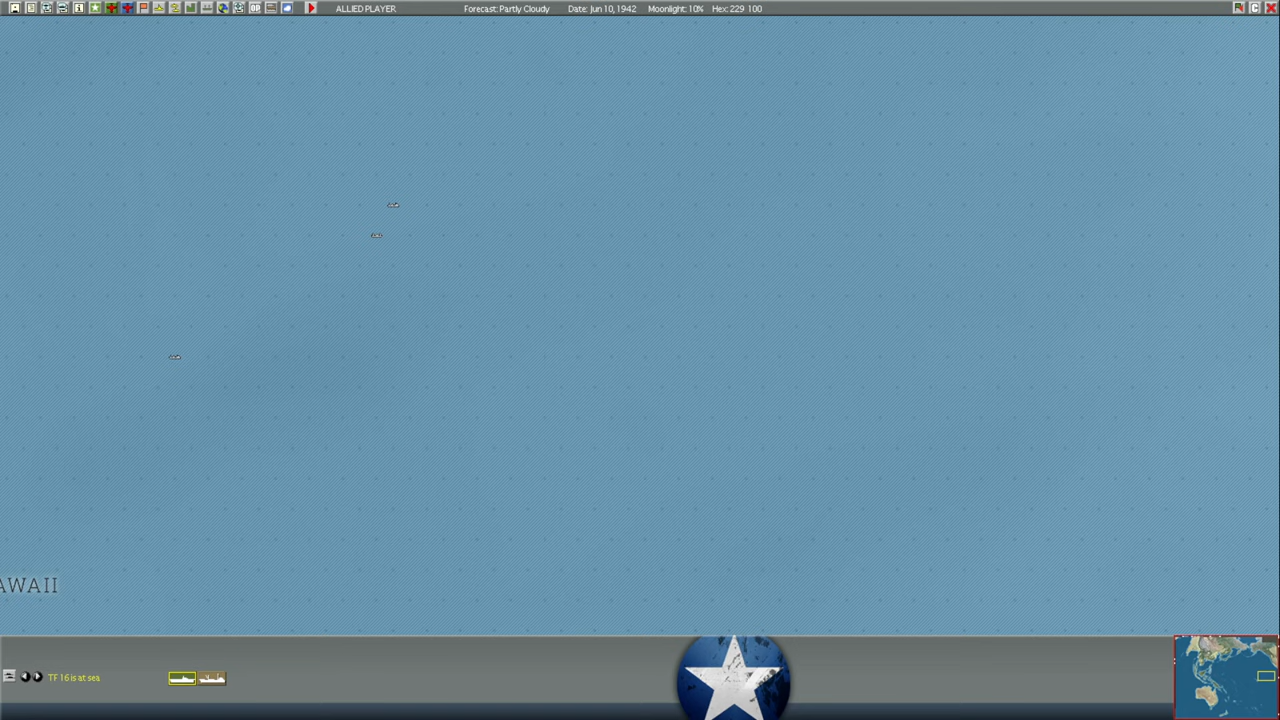 ALLIED PLAYER Forecast: Partly Cloudy Date: Jun 10, 1942 Moonlight: 10% Hex: 229 100
AWAII
TF 16 is at sea